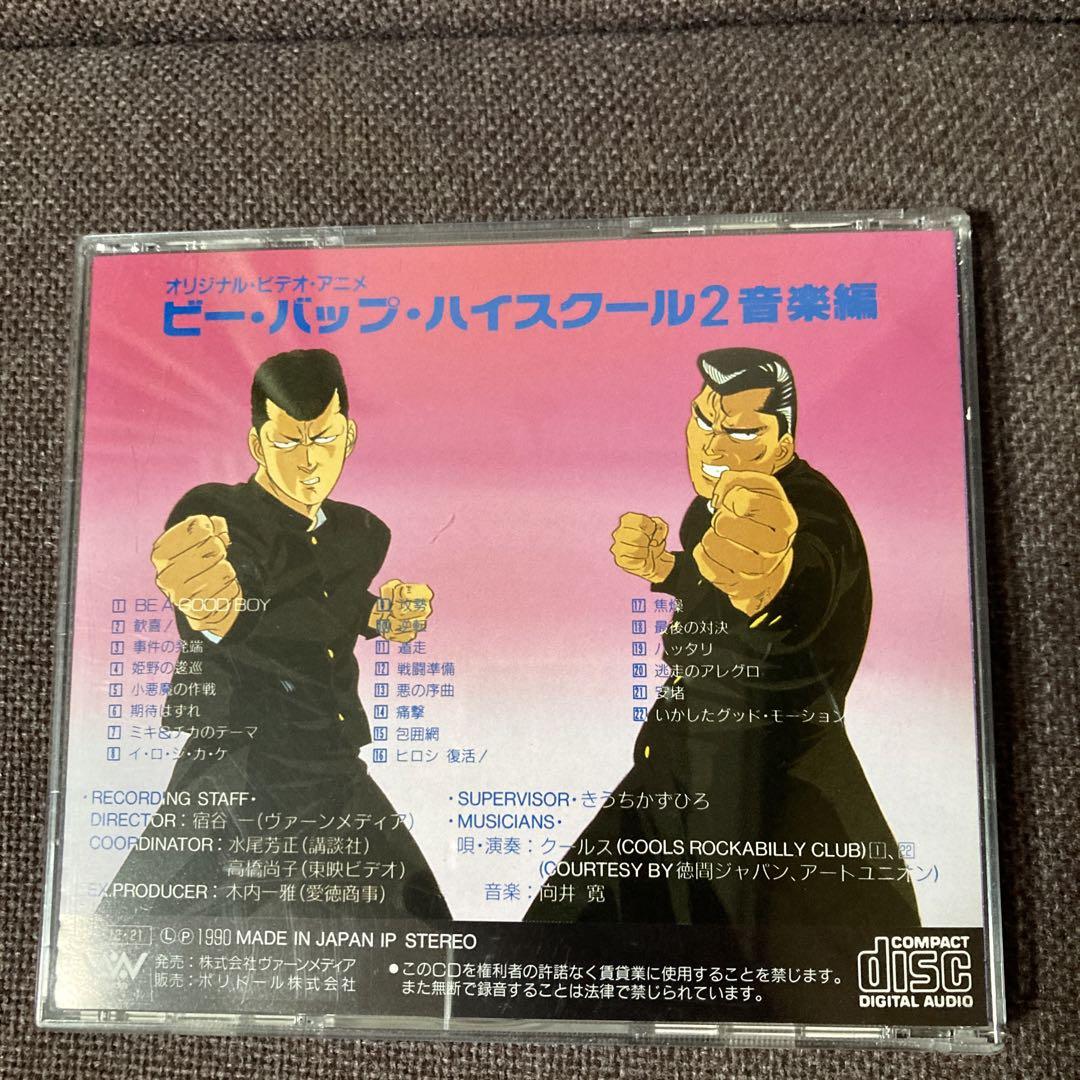 オリジナル・ビデオ・アニメ
ビー・バップ・ハイスクール2 音楽編
1 BE A GOOD BOY
2 歓喜！
3 事件の発端
4 姫野の逡巡
5 小悪魔の作戦
6 期待はずれ
7 ミキ&チカのテーマ
8 イ・ロ・ジ・カ・ケ
攻勢
10 逆転
11 遁走
12 戦闘準備
13 悪の序曲
14 痛撃
15 包囲網
16 ヒロシ 復活！
17 焦燥
18 最後の対決
19 ハッタリ
20 逃走のアレグロ
21 安堵
22 いかしたグッド・モーション
・RECORDING STAFF・
DIRECTOR：宿谷 一(ヴァーンメディア)
COORDINATOR：水尾芳正(講談社)
高橋尚子(東映ビデオ)
EX.PRODUCER：木内一雅(愛徳商事)
・SUPERVISOR・きうちかずひろ
・MUSICIANS・
唄・演奏：クールス(COOLS ROCKABILLY CLUB) 1、22
(COURTESY BY 徳間ジャパン、アートユニオン)
音楽：向井 寛
12・21 Ⓛ Ⓟ 1990 MADE IN JAPAN IP STEREO
発売：株式会社ヴァーンメディア
販売：ポリドール株式会社
●このCDを権利者の許諾なく賃貸業に使用することを禁じます。
また無断で録音することは法律で禁じられています。
COMPACT
disc
DIGITAL AUDIO